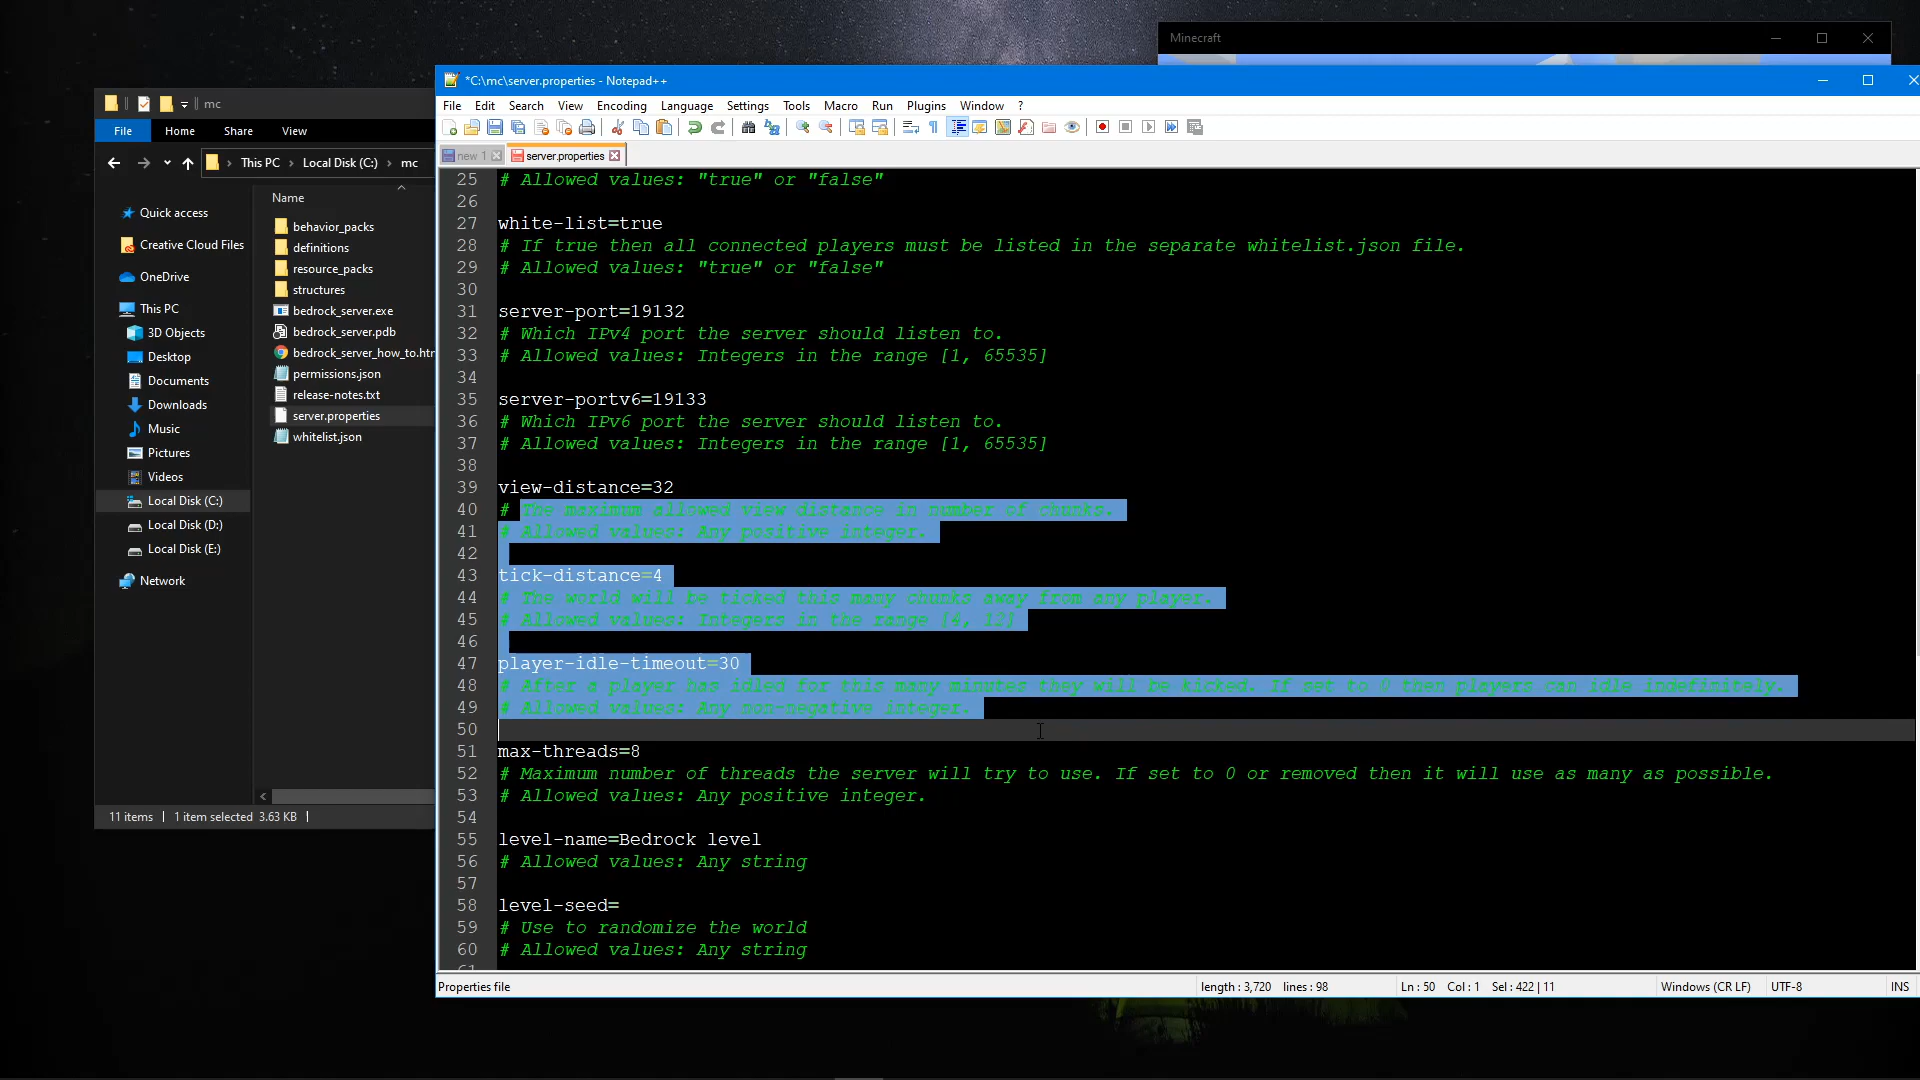 Minecraft
*C:\mc\server.properties - Notepad++
File Edit Search View Encoding Language Settings Tools Macro Run Plugins Window ?
new 1
server.properties
mc
File Home Share View
This PC Local Disk (C:) mc
Name
Quick access
Creative Cloud Files
OneDrive
This PC
3D Objects
Desktop
Documents
Downloads
Music
Pictures
Videos
Local Disk (C:)
Local Disk (D:)
Local Disk (E:)
Network
behavior_packs
definitions
resource_packs
structures
bedrock_server.exe
bedrock_server.pdb
bedrock_server_how_to.htm
permissions.json
release-notes.txt
server.properties
whitelist.json
11 items 1 item selected 3.63 KB
25 # Allowed values: "true" or "false"
26
27 white-list=true
28 # If true then all connected players must be listed in the separate whitelist.json file.
29 # Allowed values: "true" or "false"
30
31 server-port=19132
32 # Which IPv4 port the server should listen to.
33 # Allowed values: Integers in the range [1, 65535]
34
35 server-portv6=19133
36 # Which IPv6 port the server should listen to.
37 # Allowed values: Integers in the range [1, 65535]
38
39 view-distance=32
40 # The maximum allowed view distance in number of chunks.
41 # Allowed values: Any positive integer.
42
43 tick-distance=4
44 # The world will be ticked this many chunks away from any player.
45 # Allowed values: Integers in the range [4, 12]
46
47 player-idle-timeout=30
48 # After a player has idled for this many minutes they will be kicked. If set to 0 then players can idle indefinitely.
49 # Allowed values: Any non-negative integer.
50
51 max-threads=8
52 # Maximum number of threads the server will try to use. If set to 0 or removed then it will use as many as possible.
53 # Allowed values: Any positive integer.
54
55 level-name=Bedrock level
56 # Allowed values: Any string
57
58 level-seed=
59 # Use to randomize the world
60 # Allowed values: Any string
61
Properties file length : 3,720 lines : 98 Ln : 50 Col : 1 Sel : 422 | 11 Windows (CR LF) UTF-8 INS